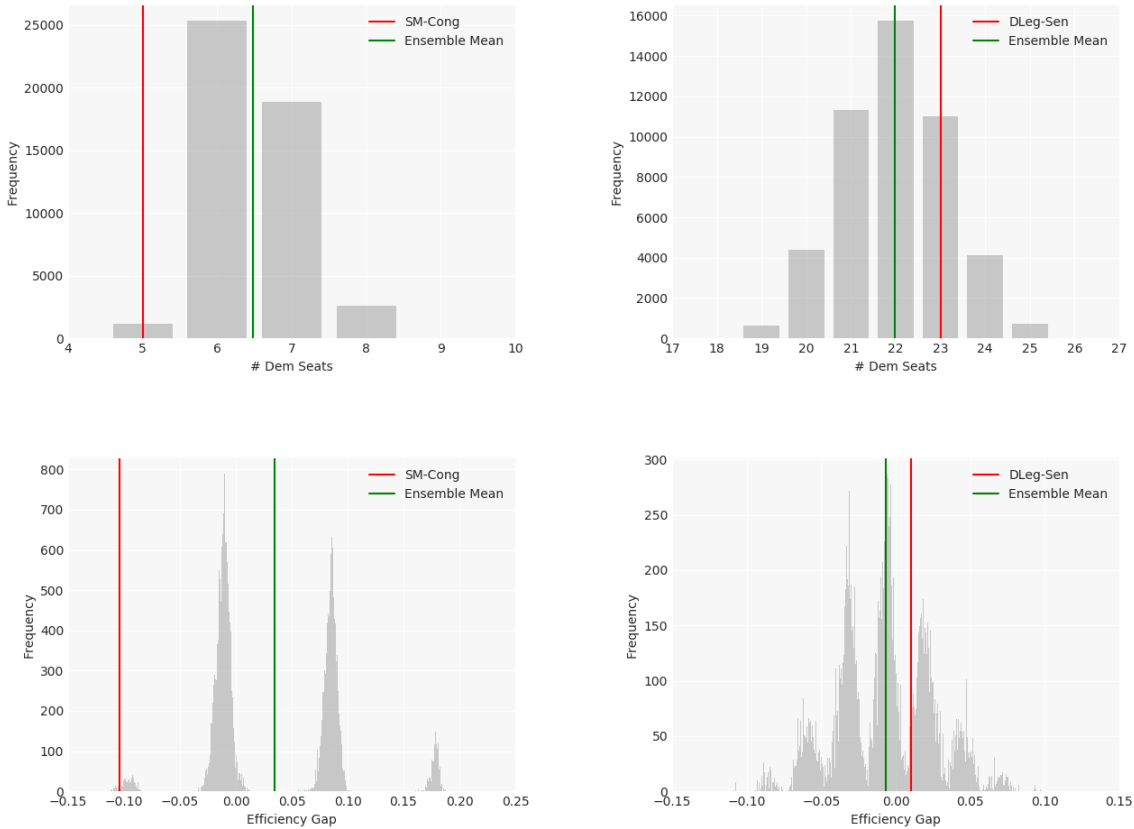 25000
20000
15000
10000
5000
0
Frequency
4 5 6 7 8 9 10
# Dem Seats
SM-Cong
Ensemble Mean
16000
14000
12000
10000
8000
6000
4000
2000
0
Frequency
17 18 19 20 21 22 23 24 25 26 27
# Dem Seats
DLeg-Sen
Ensemble Mean
800
700
600
500
400
300
200
100
0
Frequency
−0.15 −0.10 −0.05 0.00 0.05 0.10 0.15 0.20 0.25
Efficiency Gap
SM-Cong
Ensemble Mean
300
250
200
150
100
50
0
Frequency
−0.15 −0.10 −0.05 0.00 0.05 0.10 0.15
Efficiency Gap
DLeg-Sen
Ensemble Mean